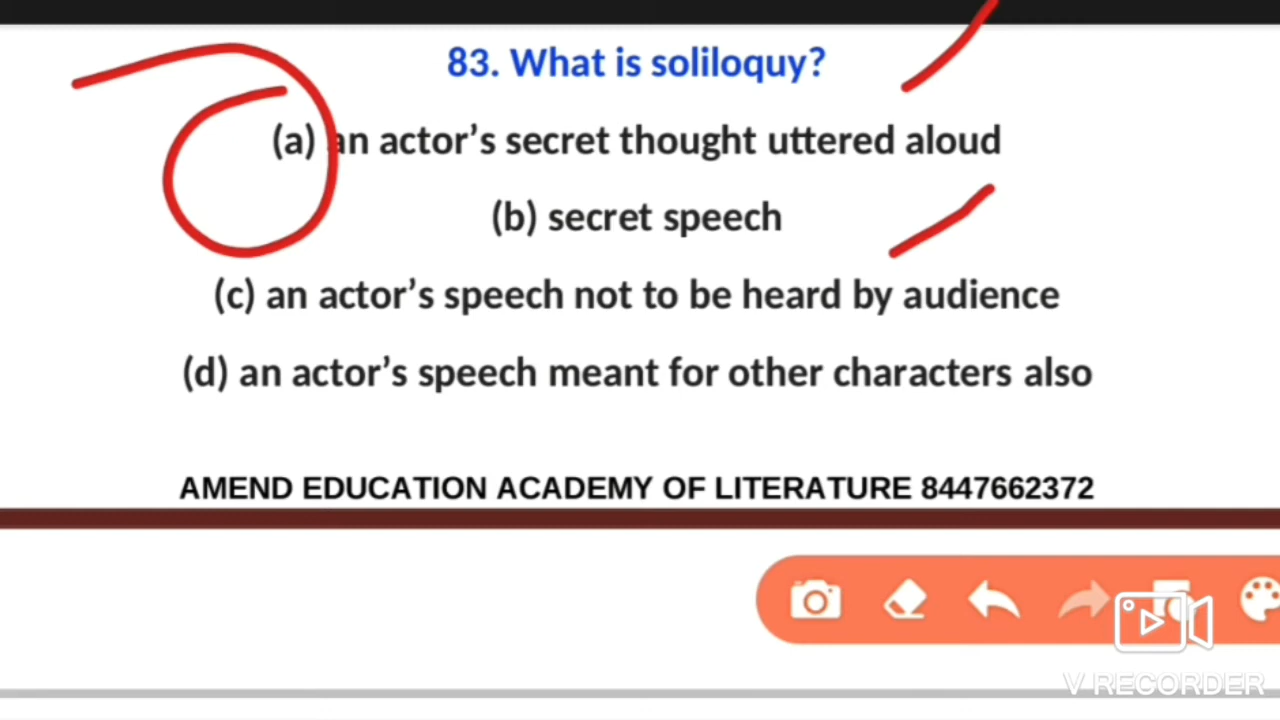 83. What is soliloquy?
(a) an actor's secret thought uttered aloud
(b) secret speech
(c) an actor's speech not to be heard by audience
(d) an actor's speech meant for other characters also
AMEND EDUCATION ACADEMY OF LITERATURE 8447662372
V RECORDER